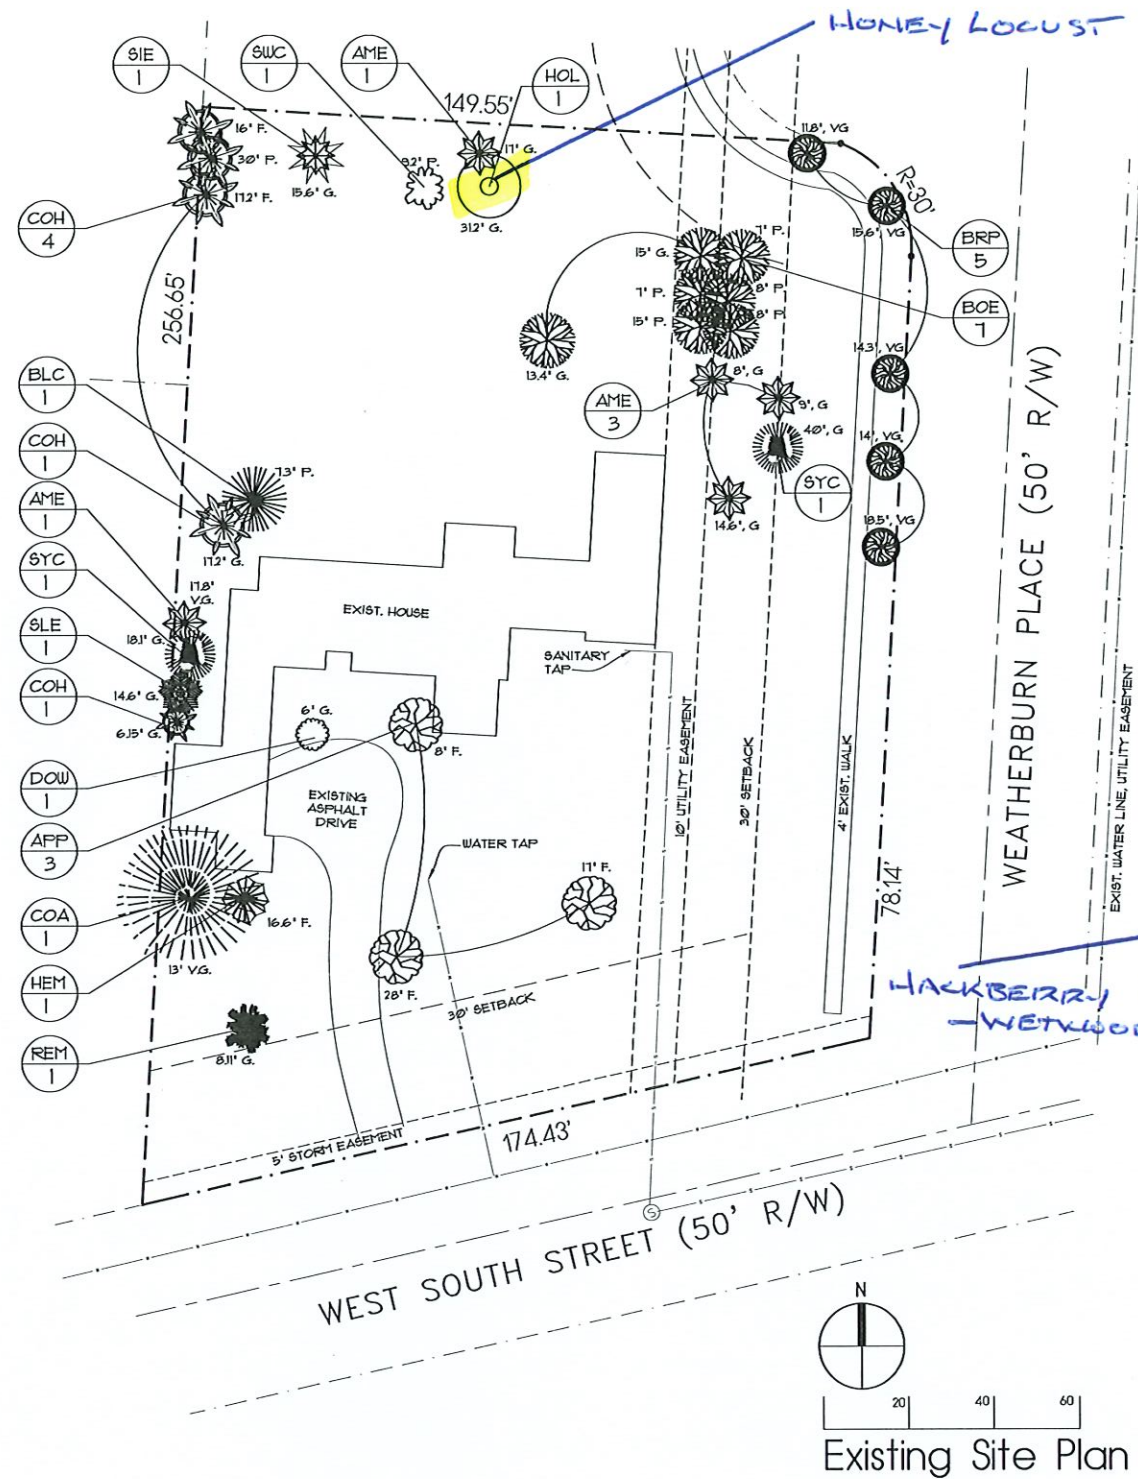 HONEY LOCUST
SIE
1
SWC
1
AME
1
HOL
1
149.55'
16" F.
30" P.
17.2" F.
15.6" G.
9.2" P.
17" G.
31.2" G.
11.8", VG
R=30'
15.6", VG
COH
4
BRP
5
BOE
7
256.65'
15" G.
7" P.
7" P.
8" P.
15" P.
8" P.
13.4" G.
14.3", VG
BLC
1
AME
3
8", G
9", G
40", G
14", VG
SYC
1
14.6", G
18.5", VG
COH
1
7.3" P.
17.2" G.
AME
1
17.8"
V.G.
SYC
1
18.1" G.
SLE
1
14.6" G.
COH
1
6.15" G.
EXIST. HOUSE
SANITARY
TAP
6" G.
8" F.
DOW
1
EXISTING
ASPHALT
DRIVE
APP
3
WATER TAP
17" F.
COA
1
16.6" F.
13" V.G.
HEM
1
28" F.
30' SETBACK
REM
1
8.11" G.
10' UTILITY EASEMENT
30' SETBACK
4' EXIST. WALK
78.14'
WEATHERBURN PLACE (50' R/W)
EXIST. WATER LINE, UTILITY EASEMENT
HACKBERRY
5' STORM EASEMENT
174.43'
S
WEST SOUTH STREET (50' R/W)
N
20 40 60
Existing Site Plan